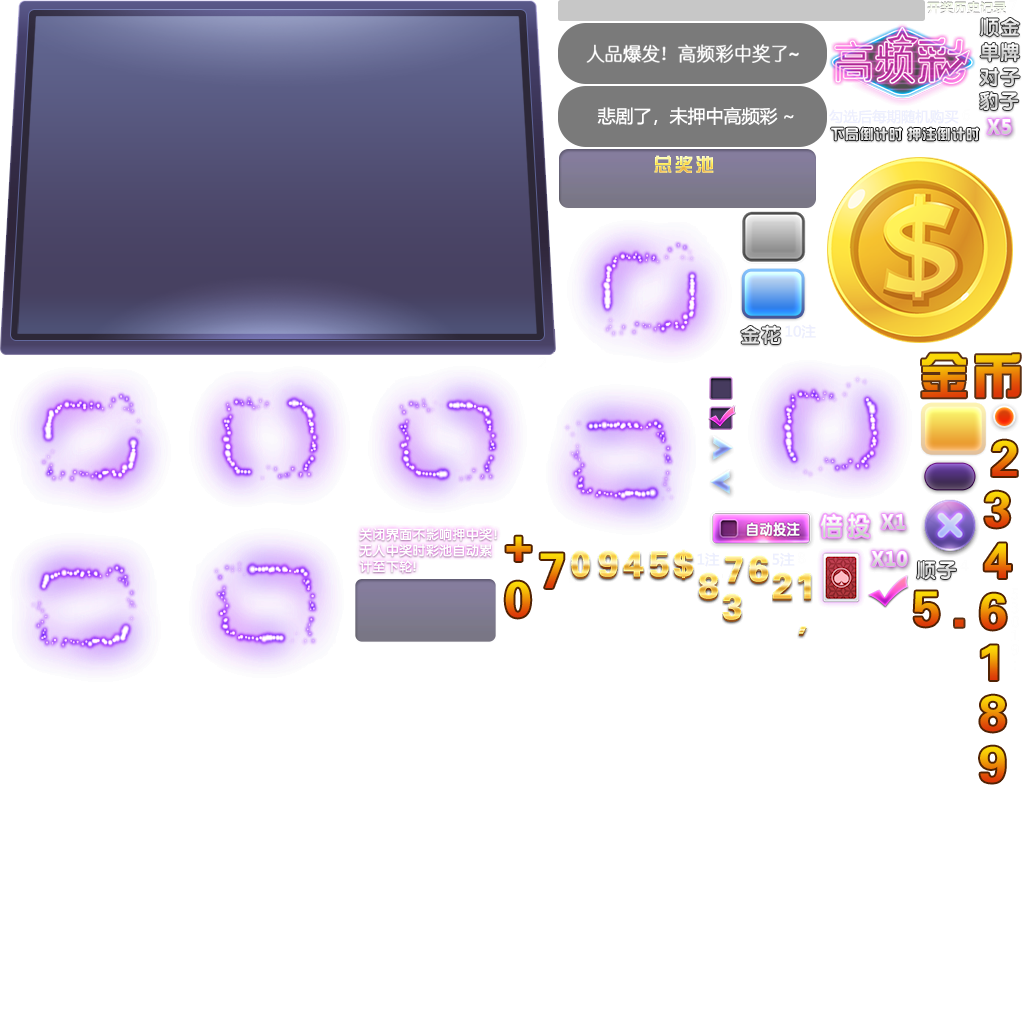 开奖历史记录
人品爆发！高频彩中奖了~
高频彩
顺金
单牌
对子
豹子
悲剧了，未押中高频彩 ~
勾选后每期随机购买
X5
下局倒计时 押注倒计时
总奖池
$
金花
10注
金币
自动投注
倍投
X1
关闭界面不影响押中奖!
无人中奖时彩池自动累
计至下轮!
1注
5注
X10
顺子
+
0
70945$
837621
,
2
3
4
5.6
1
8
9